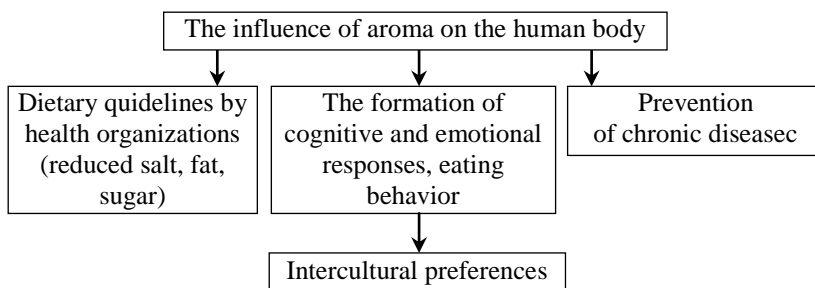 The influence of aroma on the human body
Dietary quidelines by
health organizations
(reduced salt, fat,
sugar)
The formation of
cognitive and emotional
responses, eating
behavior
Prevention
of chronic diseasec
Intercultural preferences